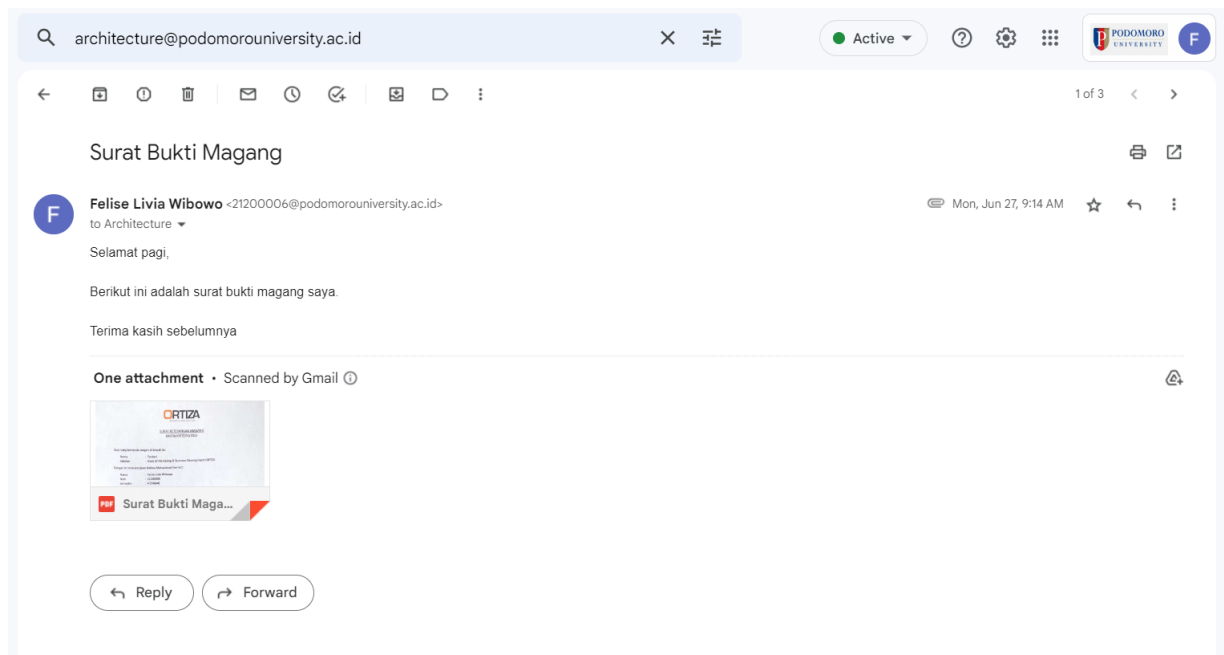 architecture@podomorouniversity.ac.id
Active
PODOMORO
UNIVERSITY
F
1 of 3
Surat Bukti Magang
F
Felise Livia Wibowo <21200006@podomorouniversity.ac.id>
Mon, Jun 27, 9:14 AM
to Architecture
Selamat pagi,
Berikut ini adalah surat bukti magang saya.
Terima kasih sebelumnya
One attachment • Scanned by Gmail
ORTIZA
PDF Surat Bukti Maga...
Reply
Forward